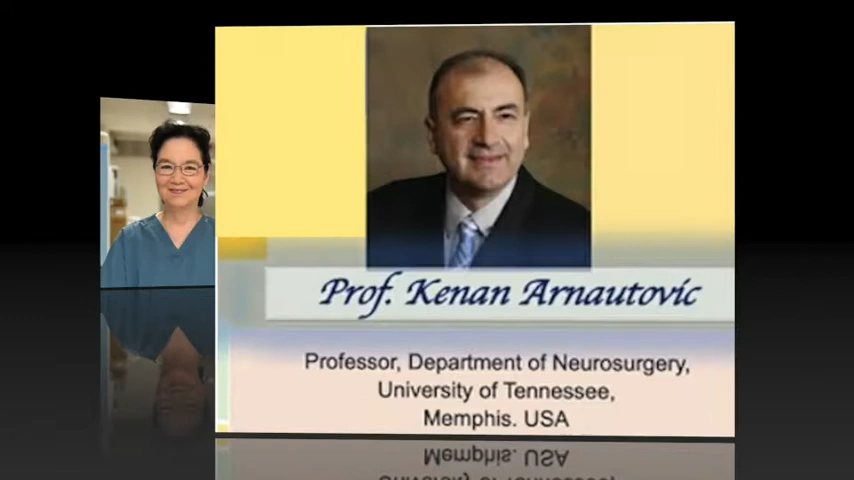 Prof. Kenan Arnautovic
Professor, Department of Neurosurgery,
University of Tennessee,
Memphis. USA